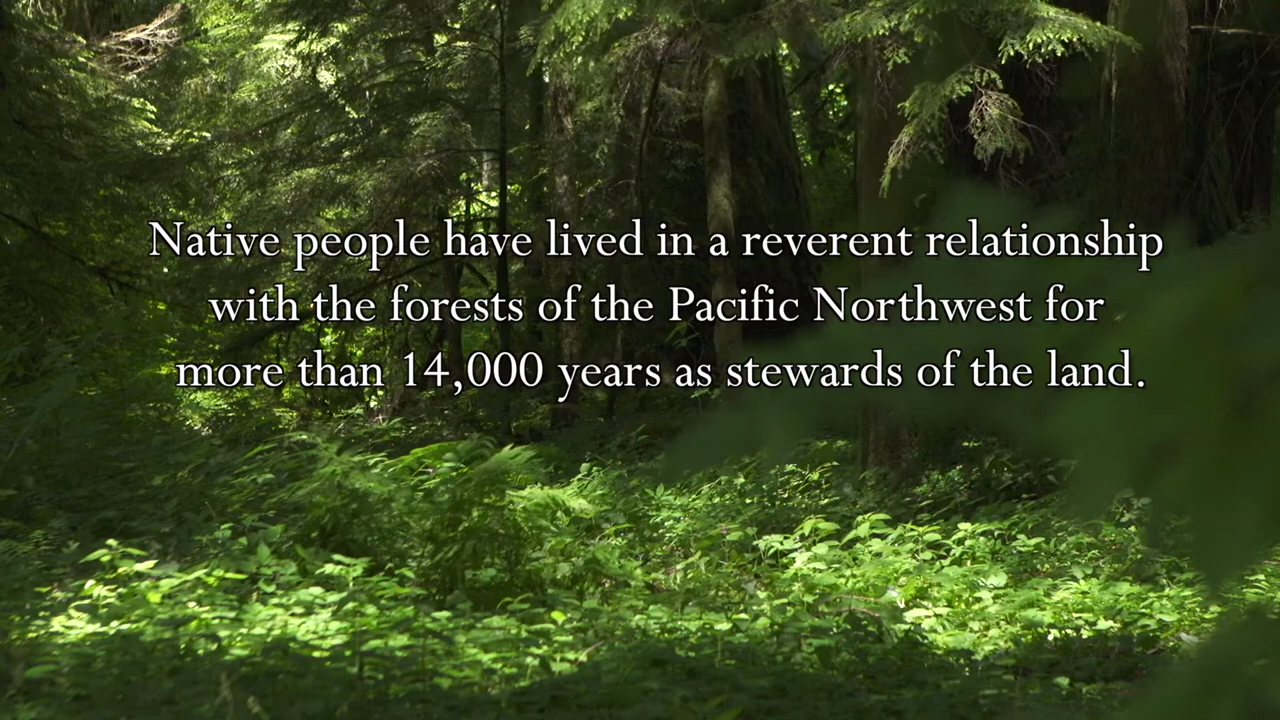 Native people have lived in a reverent relationship
with the forests of the Pacific Northwest for
more than 14,000 years as stewards of the land.